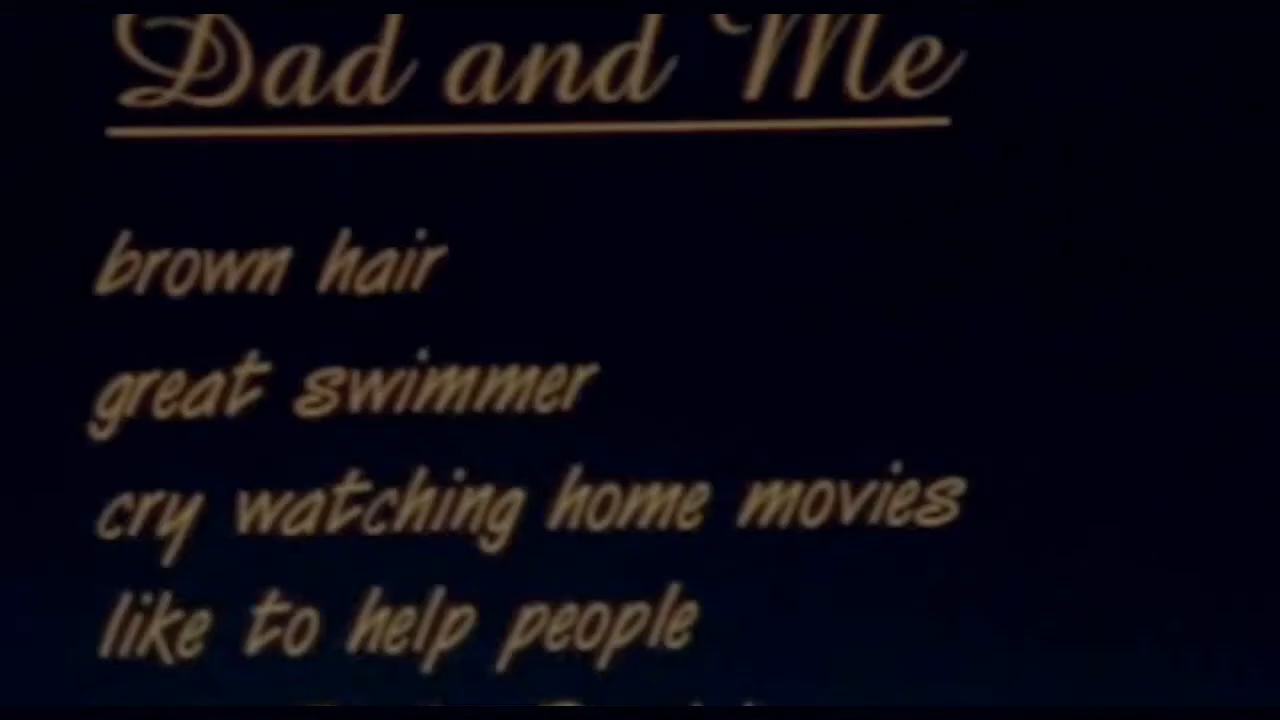 Dad and Me
brown hair
great swimmer
cry watching home movies
like to help people